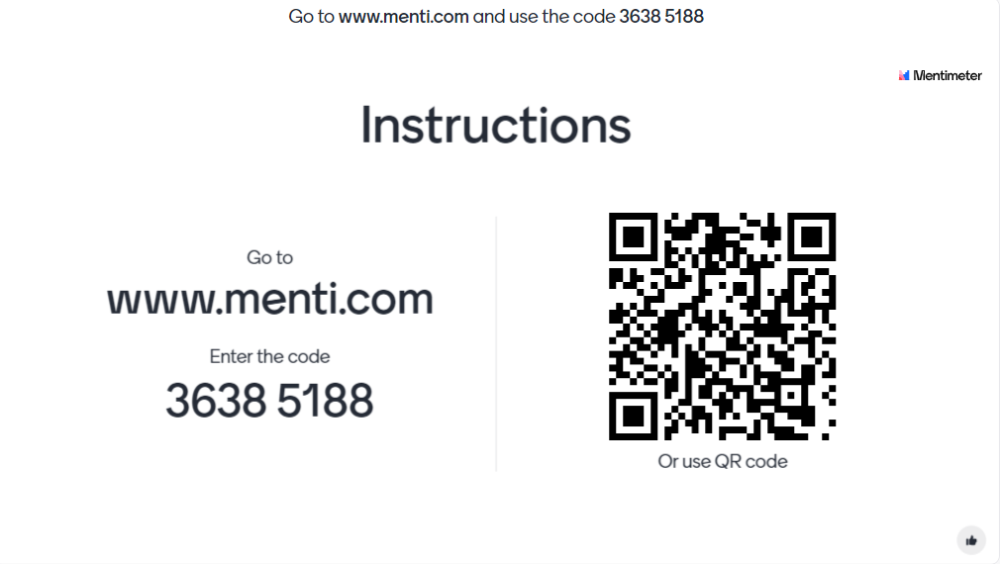 Go to www.menti.com and use the code 3638 5188
Mentimeter
Instructions
Go to
www.menti.com
Enter the code
3638 5188
Or use QR code